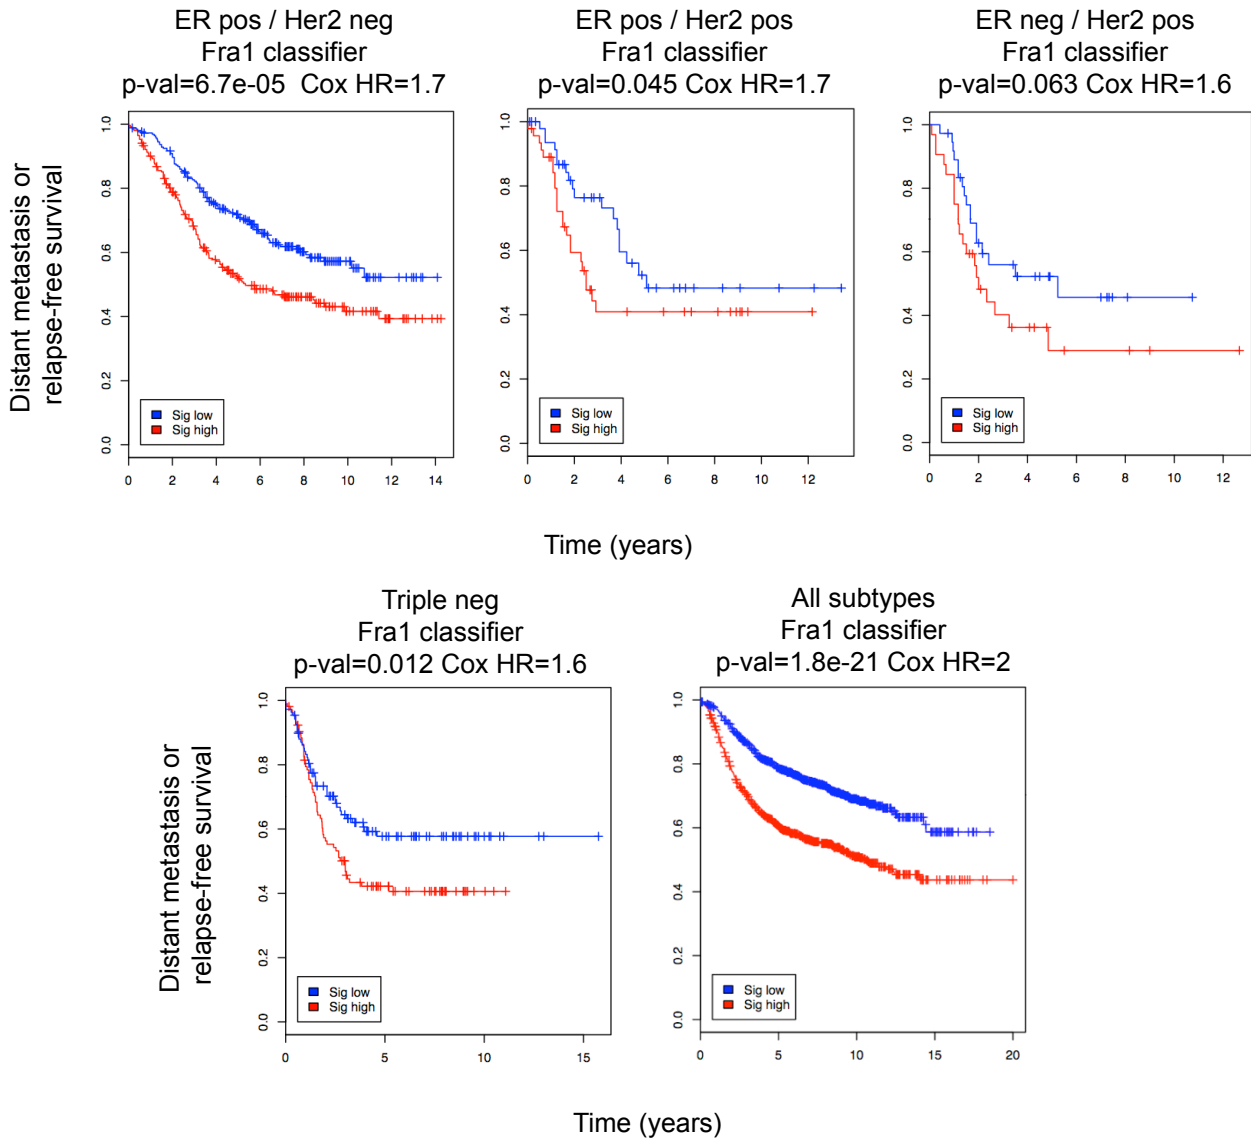 ER pos / Her2 neg
Fra1 classifier
p-val=6.7e-05 Cox HR=1.7
ER pos / Her2 pos
Fra1 classifier
p-val=0.045 Cox HR=1.7
ER neg / Her2 pos
Fra1 classifier
p-val=0.063 Cox HR=1.6
Distant metastasis or
relapse-free survival
1.0
0.8
0.6
0.4
0.2
0.0
Sig low
Sig high
0 2 4 6 8 10 12 14
1.0
0.8
0.6
0.4
0.2
0.0
Sig low
Sig high
0 2 4 6 8 10 12
1.0
0.8
0.6
0.4
0.2
0.0
Sig low
Sig high
0 2 4 6 8 10 12
Time (years)
Triple neg
Fra1 classifier
p-val=0.012 Cox HR=1.6
All subtypes
Fra1 classifier
p-val=1.8e-21 Cox HR=2
Distant metastasis or
relapse-free survival
1.0
0.8
0.6
0.4
0.2
0.0
Sig low
Sig high
0 5 10 15
1.0
0.8
0.6
0.4
0.2
0.0
Sig low
Sig high
0 5 10 15 20
Time (years)